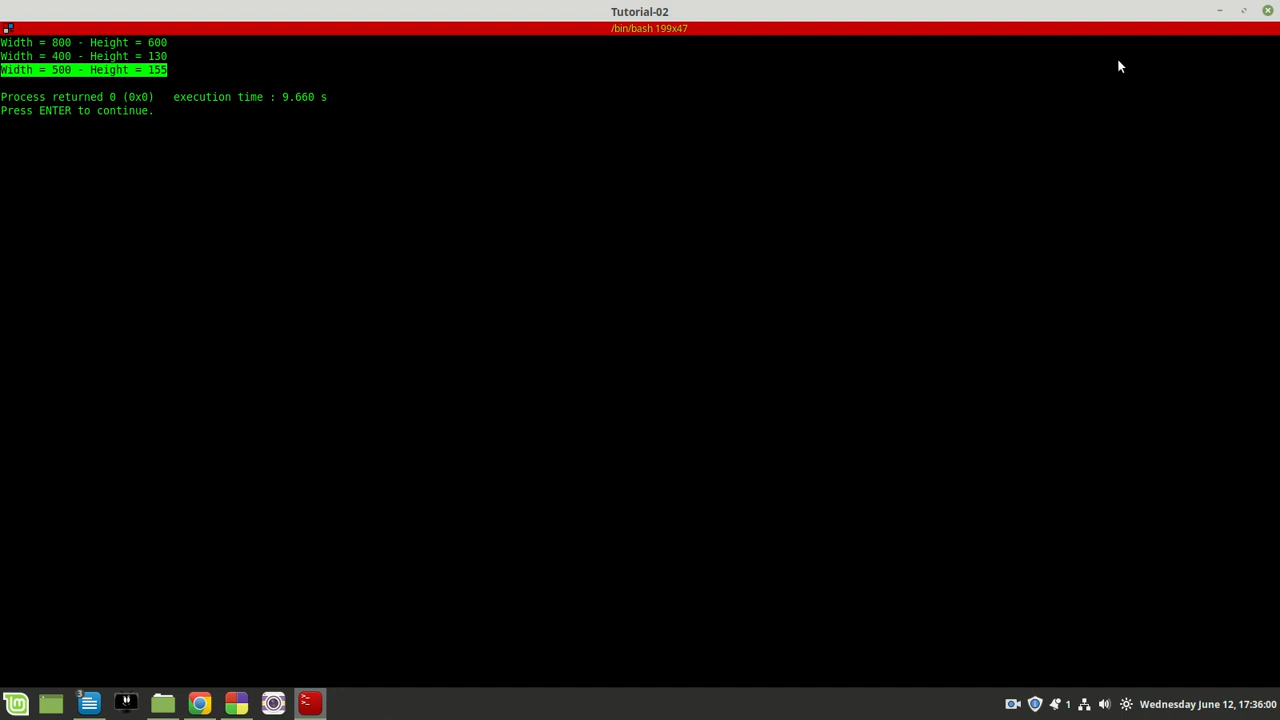 Tutorial-02
/bin/bash 199x47
Width = 800 - Height = 600
Width = 400 - Height = 130
Width = 500 - Height = 155
Process returned 0 (0x0)   execution time : 9.660 s
Press ENTER to continue.
3
1
Wednesday June 12, 17:36:00